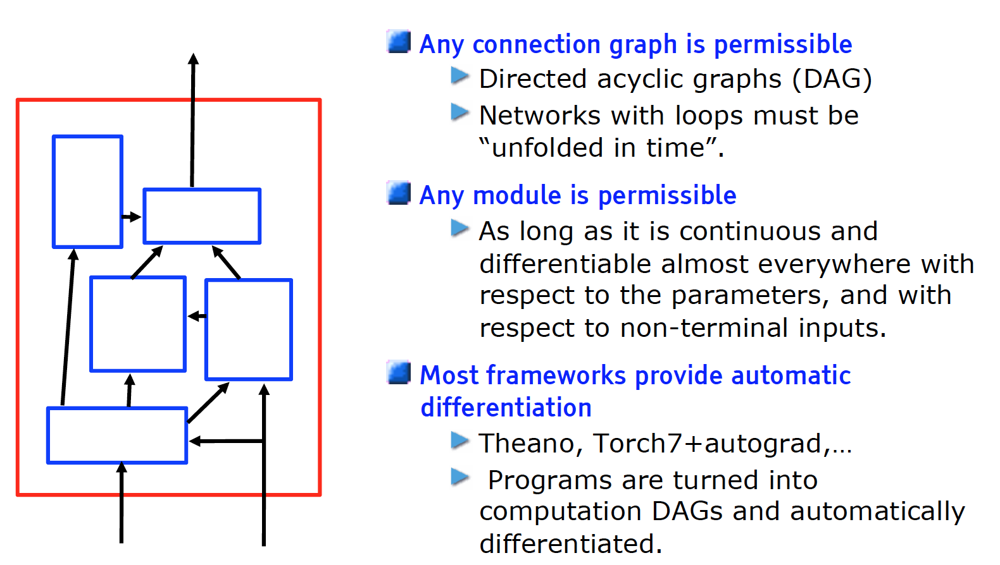 Any connection graph is permissible
Directed acyclic graphs (DAG)
Networks with loops must be
“unfolded in time”.
Any module is permissible
As long as it is continuous and
differentiable almost everywhere with
respect to the parameters, and with
respect to non-terminal inputs.
Most frameworks provide automatic
differentiation
Theano, Torch7+autograd,…
Programs are turned into
computation DAGs and automatically
differentiated.